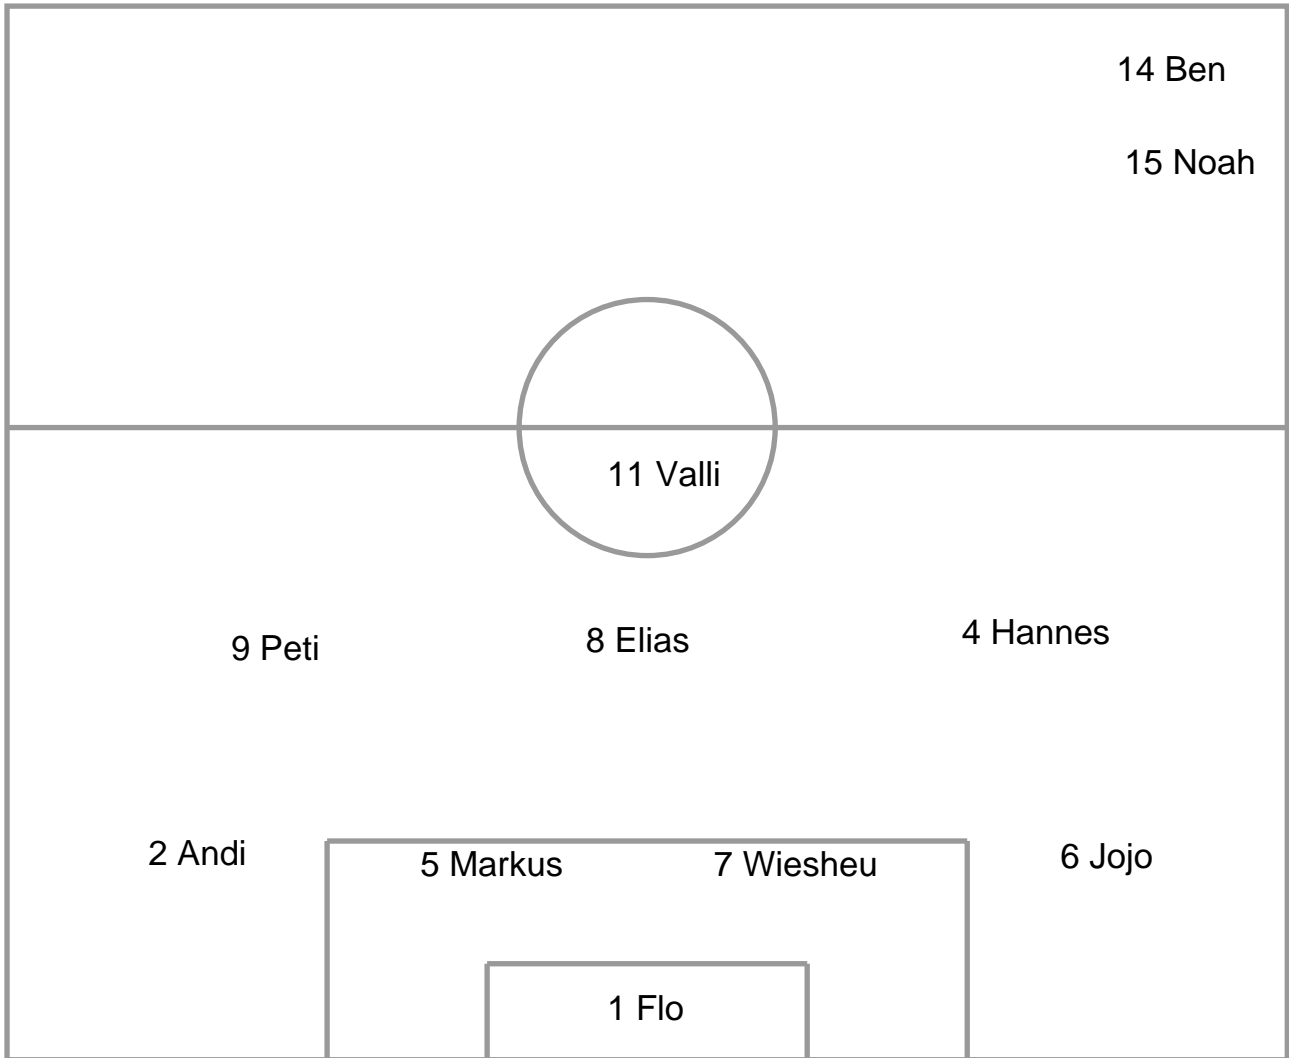 14 Ben
15 Noah
11 Valli
9 Peti
8 Elias
4 Hannes
2 Andi
5 Markus
7 Wiesheu
6 Jojo
1 Flo